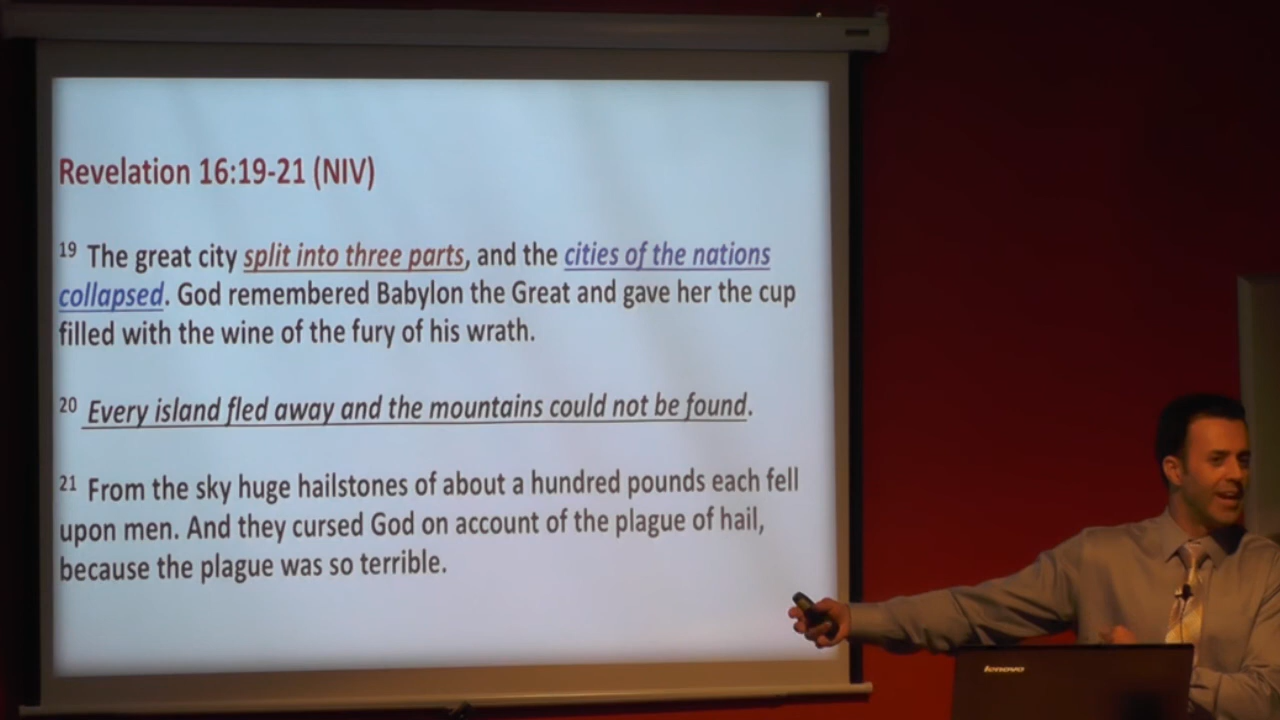 Revelation 16:19-21 (NIV)
19 The great city split into three parts, and the cities of the nations
collapsed. God remembered Babylon the Great and gave her the cup
filled with the wine of the fury of his wrath.
20 Every island fled away and the mountains could not be found.
21 From the sky huge hailstones of about a hundred pounds each fell
upon men. And they cursed God on account of the plague of hail,
because the plague was so terrible.
lenovo